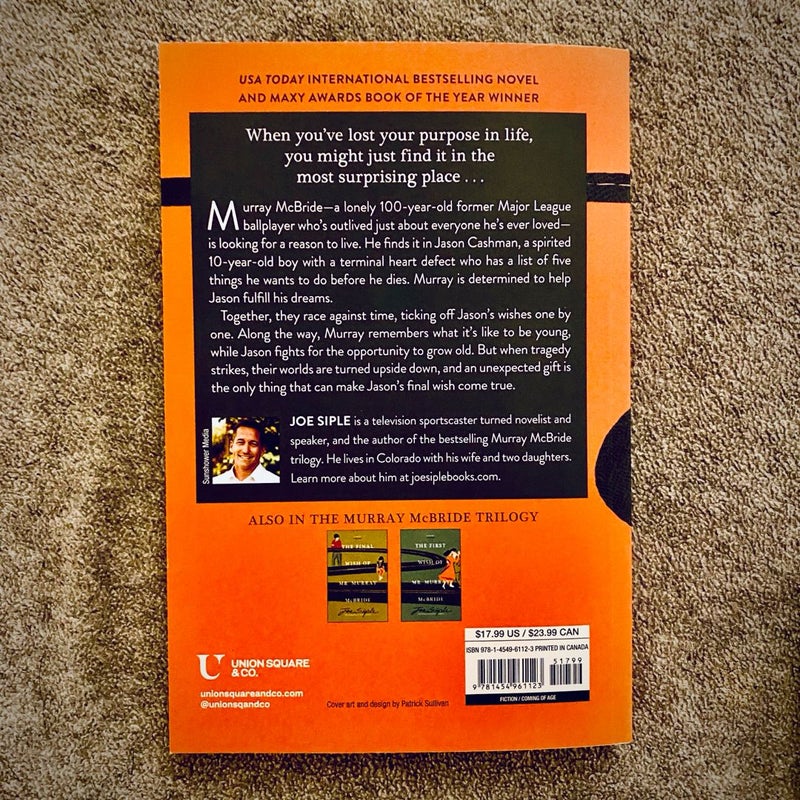 USA TODAY INTERNATIONAL BESTSELLING NOVEL
AND MAXY AWARDS BOOK OF THE YEAR WINNER
When you've lost your purpose in life,
you might just find it in the
most surprising place . . .
Murray McBride—a lonely 100-year-old former Major League
ballplayer who's outlived just about everyone he's ever loved—
is looking for a reason to live. He finds it in Jason Cashman, a spirited
10-year-old boy with a terminal heart defect who has a list of five
things he wants to do before he dies. Murray is determined to help
Jason fulfill his dreams.
Together, they race against time, ticking off Jason's wishes one by
one. Along the way, Murray remembers what it's like to be young,
while Jason fights for the opportunity to grow old. But when tragedy
strikes, their worlds are turned upside down, and an unexpected gift is
the only thing that can make Jason's final wish come true.
Sunshower Media
JOE SIPLE is a television sportscaster turned novelist and
speaker, and the author of the bestselling Murray McBride
trilogy. He lives in Colorado with his wife and two daughters.
Learn more about him at joesiplebooks.com.
ALSO IN THE MURRAY McBRIDE TRILOGY
THE FINAL
WISH OF
MR. MURRAY
McBRIDE
Joe Siple
THE FIRST
WISH OF
MR. MURRAY
McBRIDE
Joe Siple
$17.99 US / $23.99 CAN
ISBN 978-1-4549-6112-3 PRINTED IN CANADA
51799
9 781454 961123
FICTION / COMING OF AGE
U
UNION SQUARE
& CO.
unionsquareandco.com
@unionsqandco
Cover art and design by Patrick Sullivan